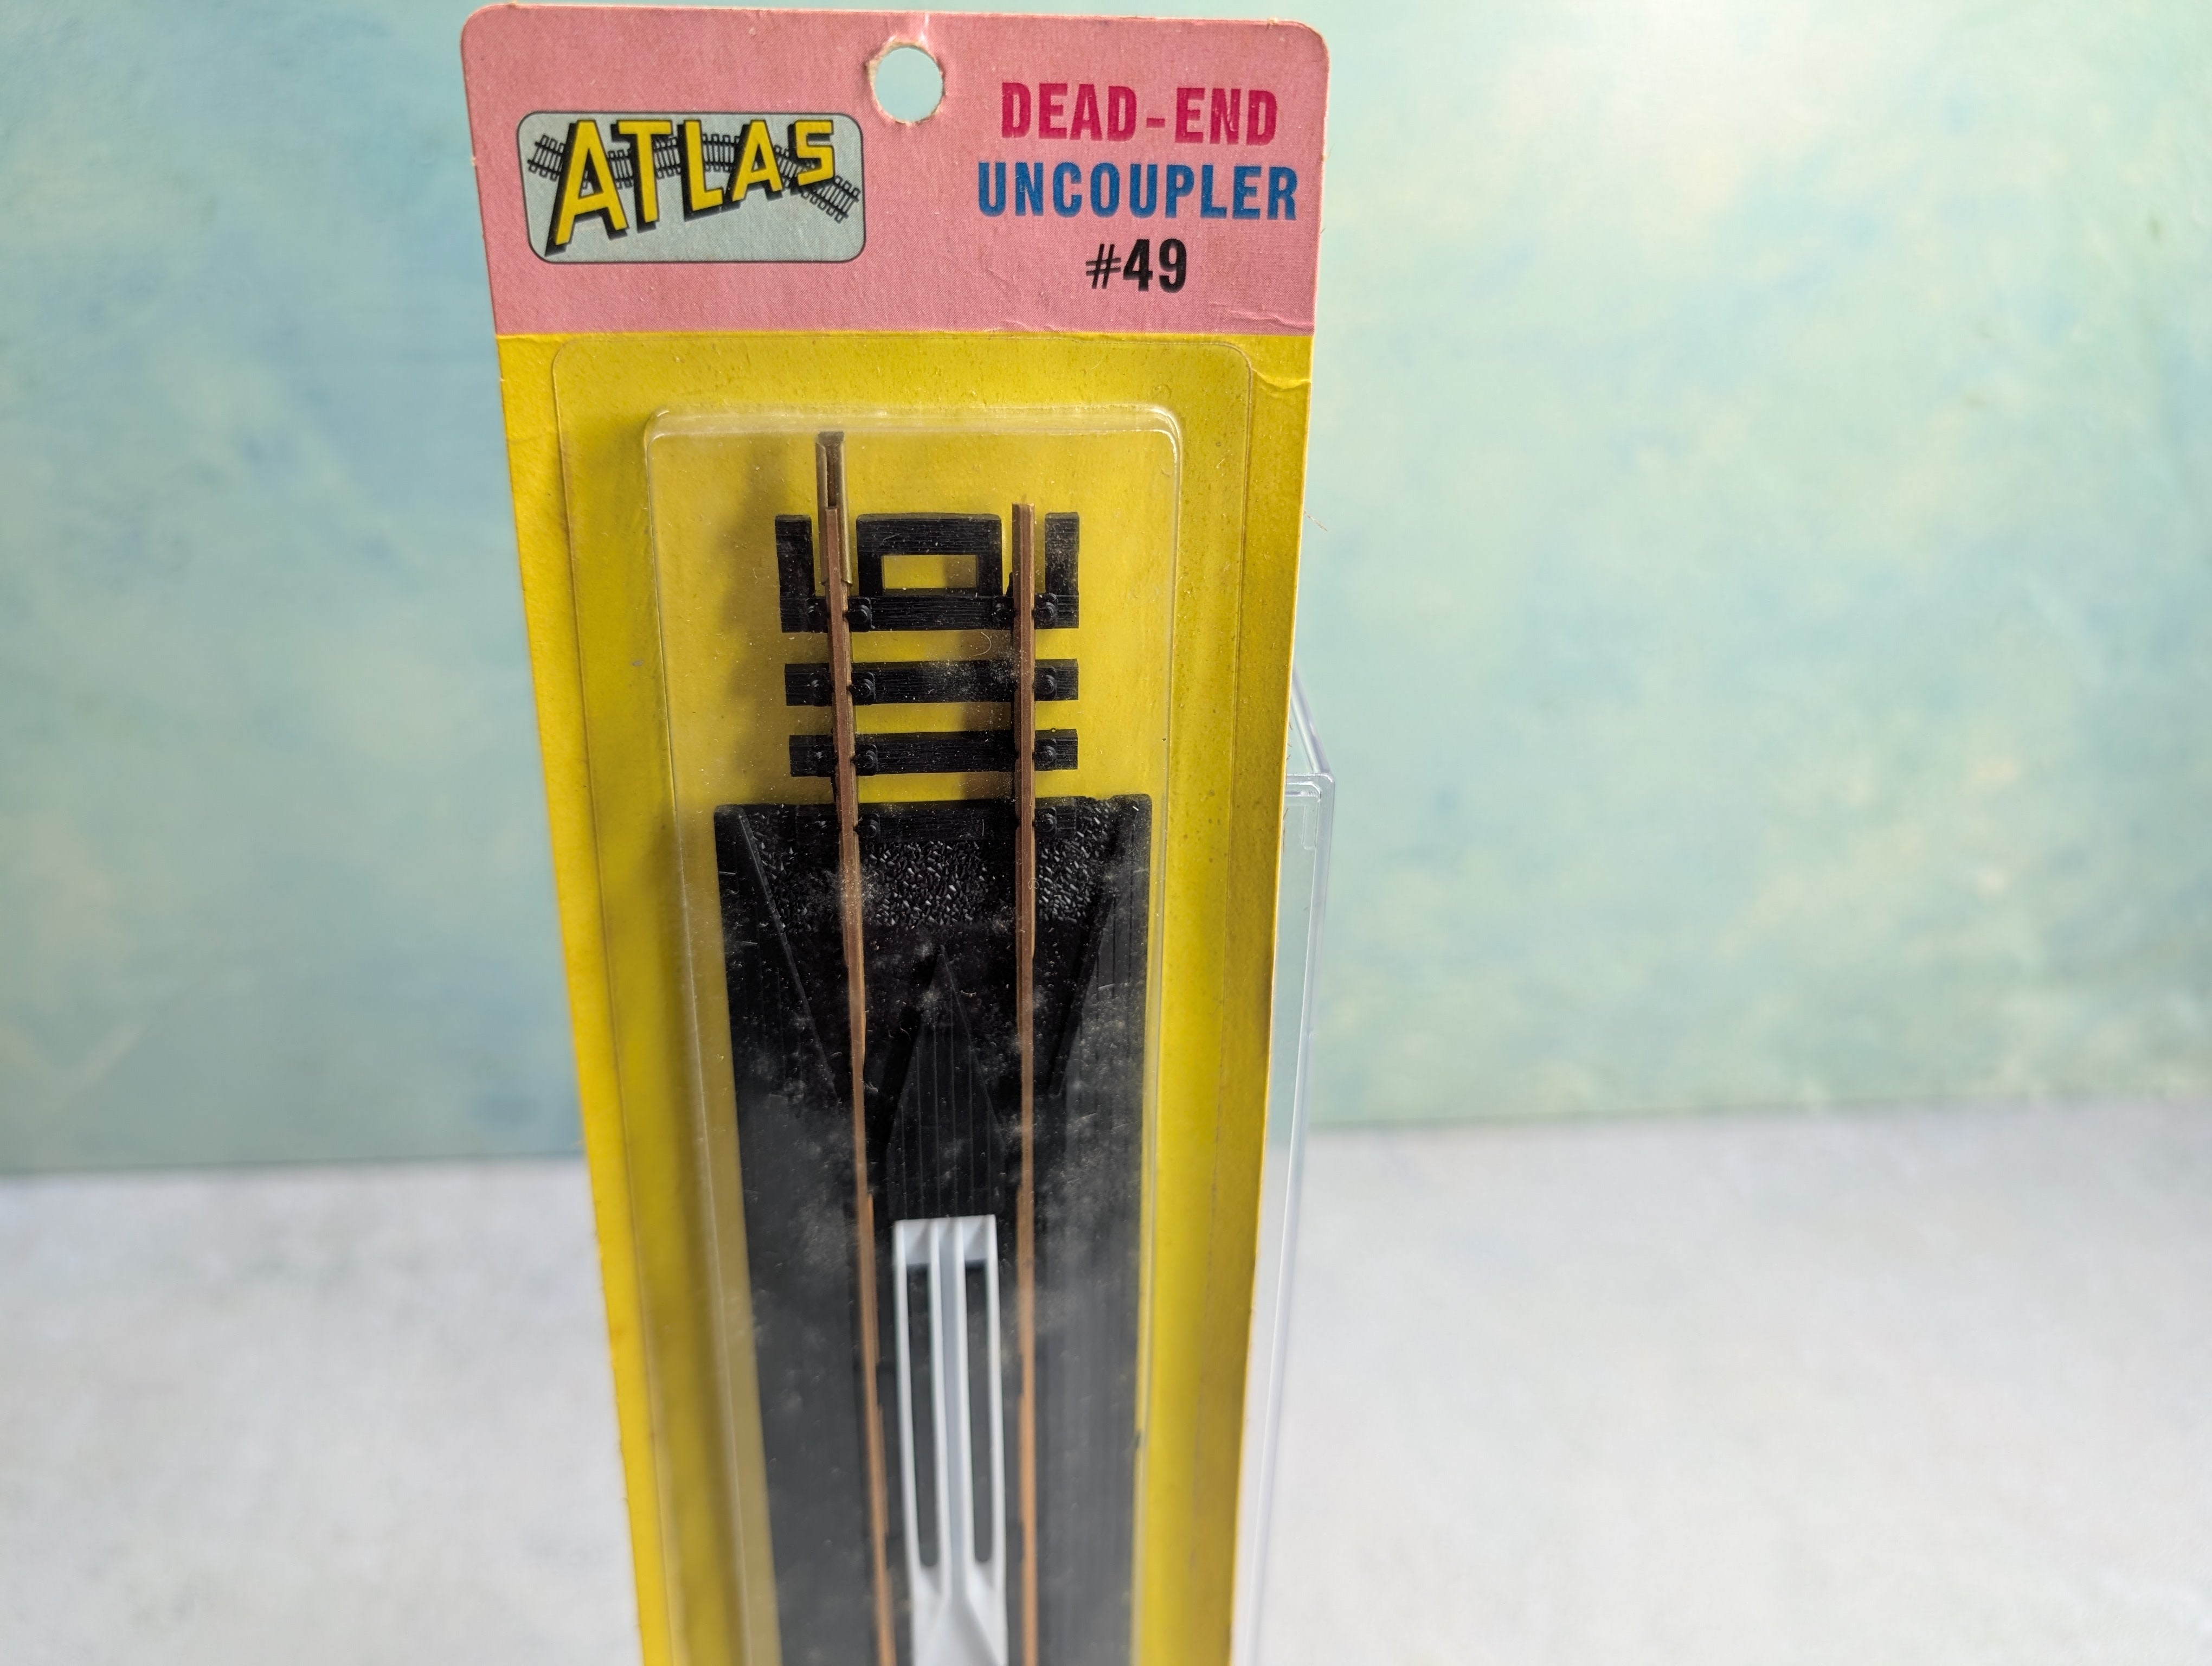 ATLAS
DEAD-END
UNCOUPLER
#49